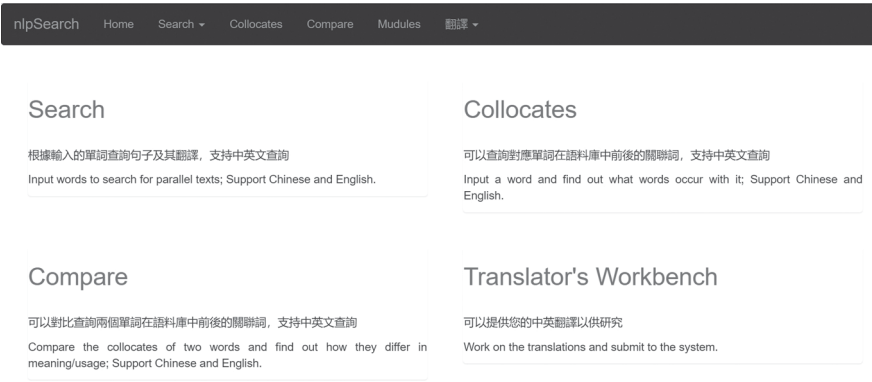 nlpSearch Home Search Collocates Compare Mudules 翻譯
Search
根據輸入的單詞查詢句子及其翻譯，支持中英文查詢
Input words to search for parallel texts; Support Chinese and English.
Collocates
可以查詢對應單詞在語料庫中前後的關聯詞，支持中英文查詢
Input a word and find out what words occur with it; Support Chinese and
English.
Compare
可以對比查詢兩個單詞在語料庫中前後的關聯詞，支持中英文查詢
Compare the collocates of two words and find out how they differ in
meaning/usage; Support Chinese and English.
Translator's Workbench
可以提供您的中英翻譯以供研究
Work on the translations and submit to the system.